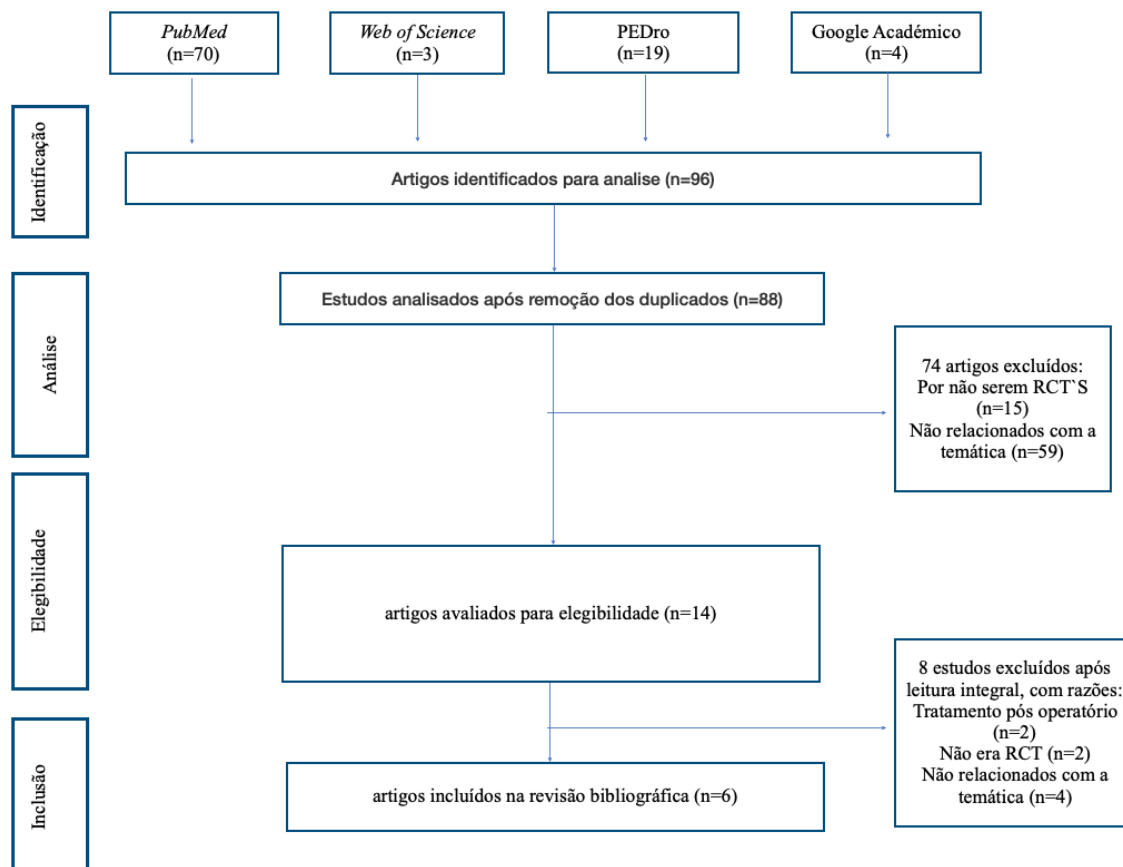 PubMed
(n=70)
Web of Science
(n=3)
PEDro
(n=19)
Google Académico
(n=4)
Identificação
Artigos identificados para analise (n=96)
Análise
Estudos analisados após remoção dos duplicados (n=88)
74 artigos excluídos:
Por não serem RCT`S
(n=15)
Não relacionados com a
temática (n=59)
Elegibilidade
artigos avaliados para elegibilidade (n=14)
8 estudos excluídos após
leitura integral, com razões:
Tratamento pós operatório
(n=2)
Não era RCT (n=2)
Não relacionados com a
temática (n=4)
Inclusão
artigos incluídos na revisão bibliográfica (n=6)